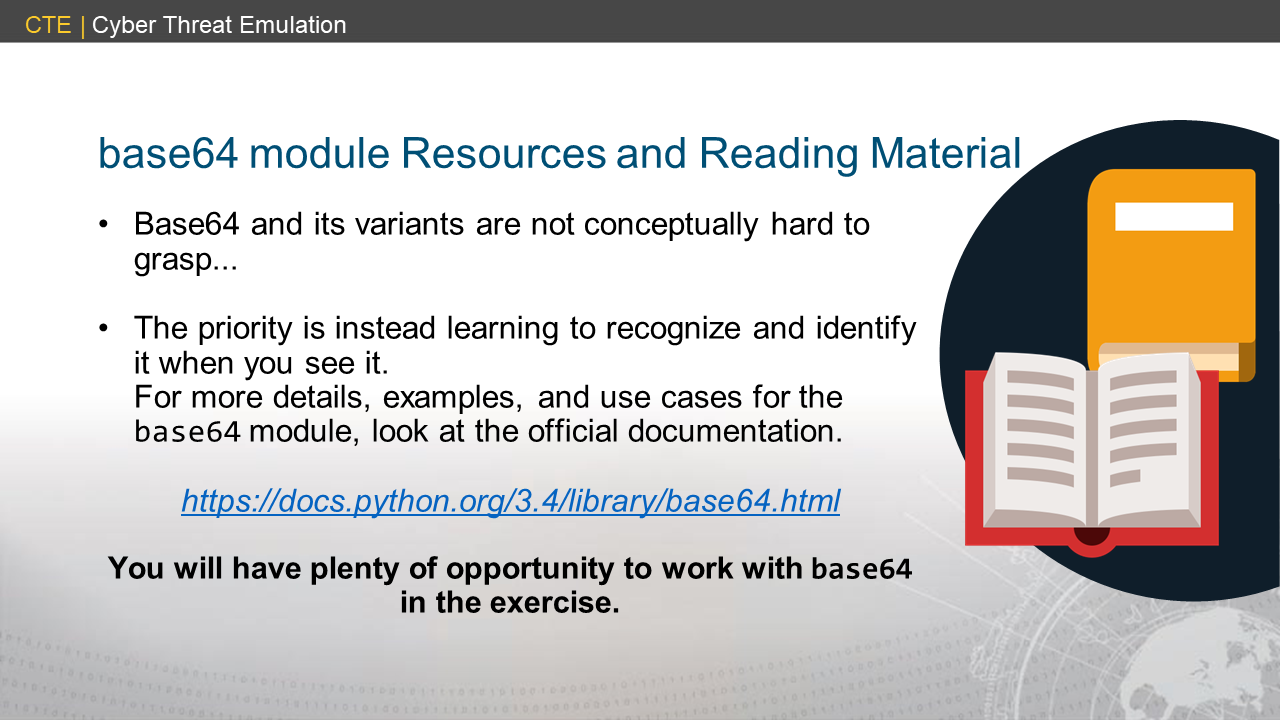 CTE | Cyber Threat Emulation
base64 module Resources and Reading Material
• Base64 and its variants are not conceptually hard to
grasp...
• The priority is instead learning to recognize and identify
it when you see it.
For more details, examples, and use cases for the
base64 module, look at the official documentation.
https://docs.python.org/3.4/library/base64.html
You will have plenty of opportunity to work with base64
in the exercise.